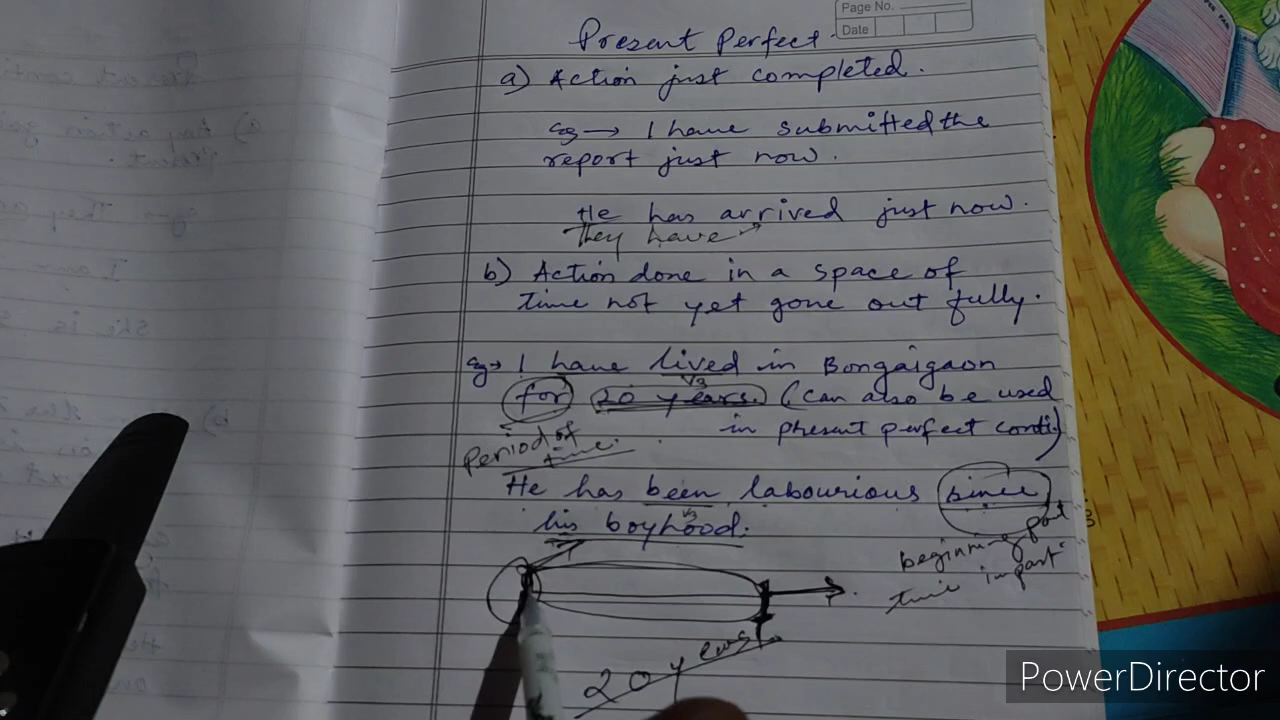 Page No.
Date
Present Perfect.
a) Action just completed.
eg → I have submitted the
report just now.
He has arrived just now.
They have "
b) Action done in a space of
time not yet gone out fully.
eg → I have lived in Bongaigaon
V3
for 20 years. (can also be used
in present perfect conti)
Period of
time.
He has been labourious since
V3
his boyhood.
beginning
time in past
20 years
PowerDirector